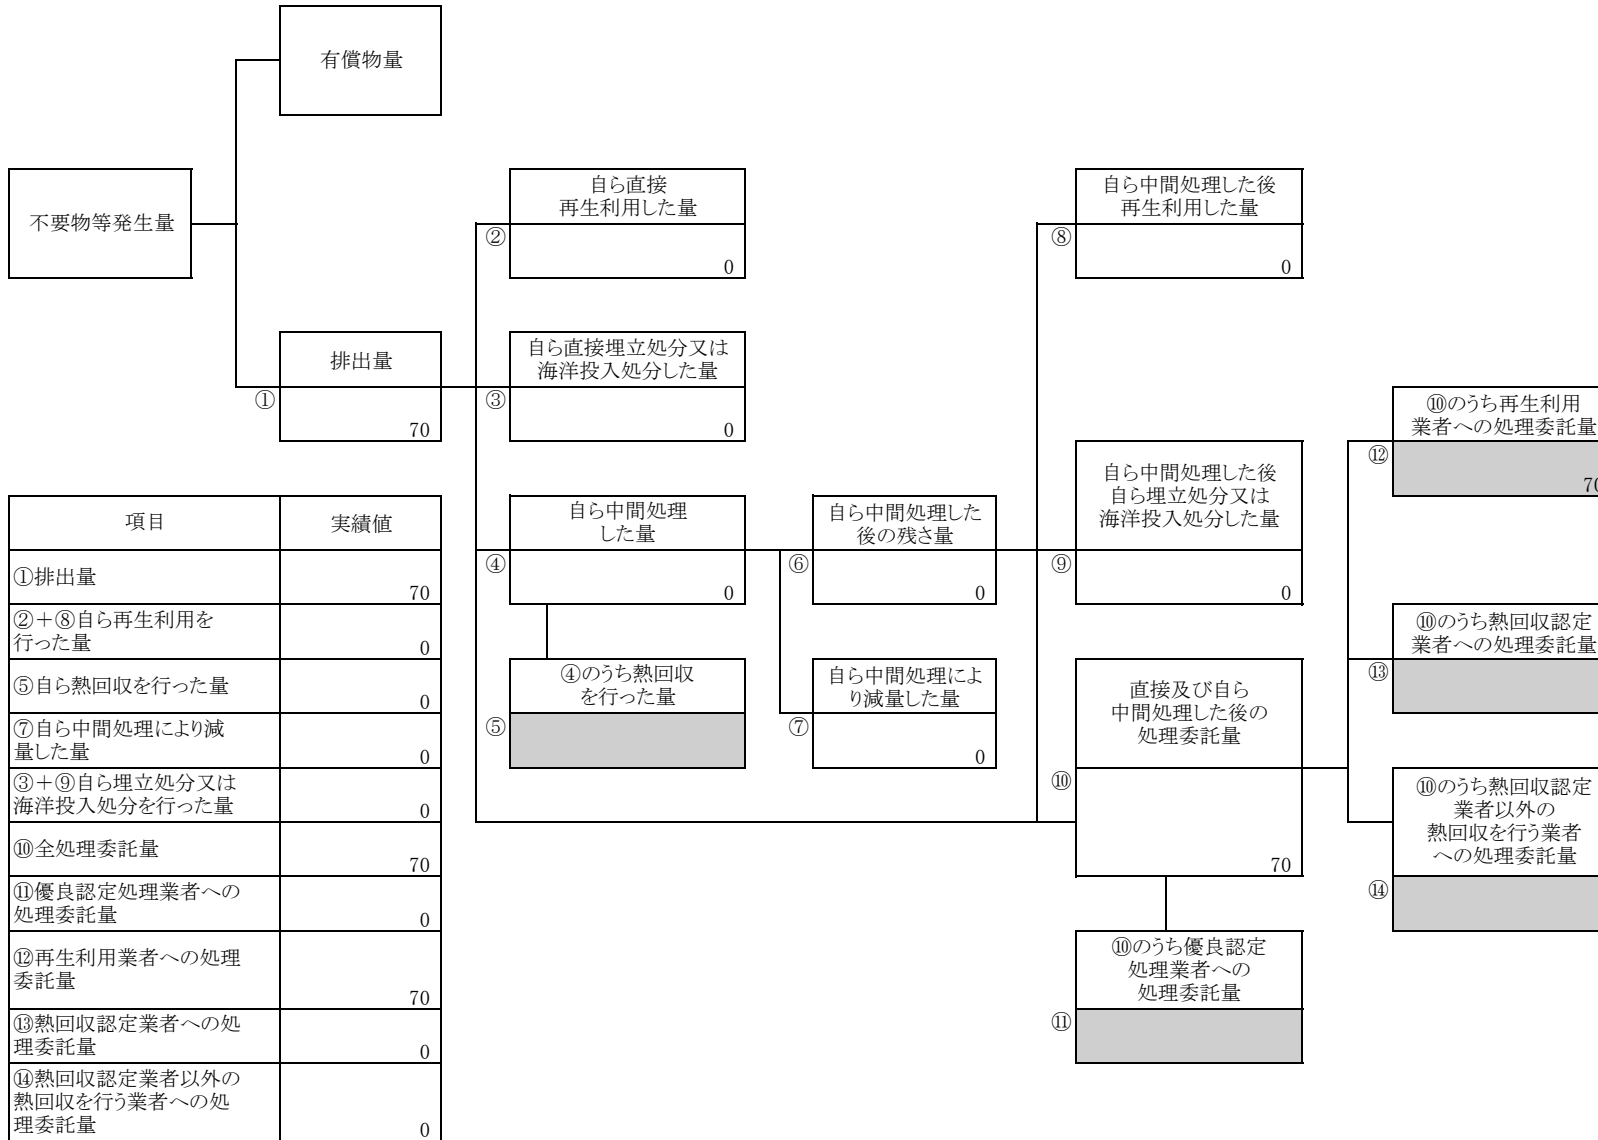 有償物量
不要物等発生量
自ら直接
再生利用した量
②
0
自ら中間処理した後
再生利用した量
⑧
0
排出量
①
70
自ら直接埋立処分又は
海洋投入処分した量
③
0
⑩のうち再生利用
業者への処理委託量
⑫
70
自ら中間処理
した量
④
0
自ら中間処理した
後の残さ量
⑥
0
自ら中間処理した後
自ら埋立処分又は
海洋投入処分した量
⑨
0
⑩のうち熱回収認定
業者への処理委託量
⑬
④のうち熱回収
を行った量
⑤
自ら中間処理によ
り減量した量
⑦
0
直接及び自ら
中間処理した後の
処理委託量
⑩
70
⑩のうち熱回収認定
業者以外の
熱回収を行う業者
への処理委託量
⑭
⑩のうち優良認定
処理業者への
処理委託量
⑪
項目 実績値
①排出量 70
②＋⑧自ら再生利用を
行った量 0
⑤自ら熱回収を行った量 0
⑦自ら中間処理により減
量した量 0
③＋⑨自ら埋立処分又は
海洋投入処分を行った量 0
⑩全処理委託量 70
⑪優良認定処理業者への
処理委託量 0
⑫再生利用業者への処理
委託量 70
⑬熱回収認定業者への処
理委託量 0
⑭熱回収認定業者以外の
熱回収を行う業者への処
理委託量 0